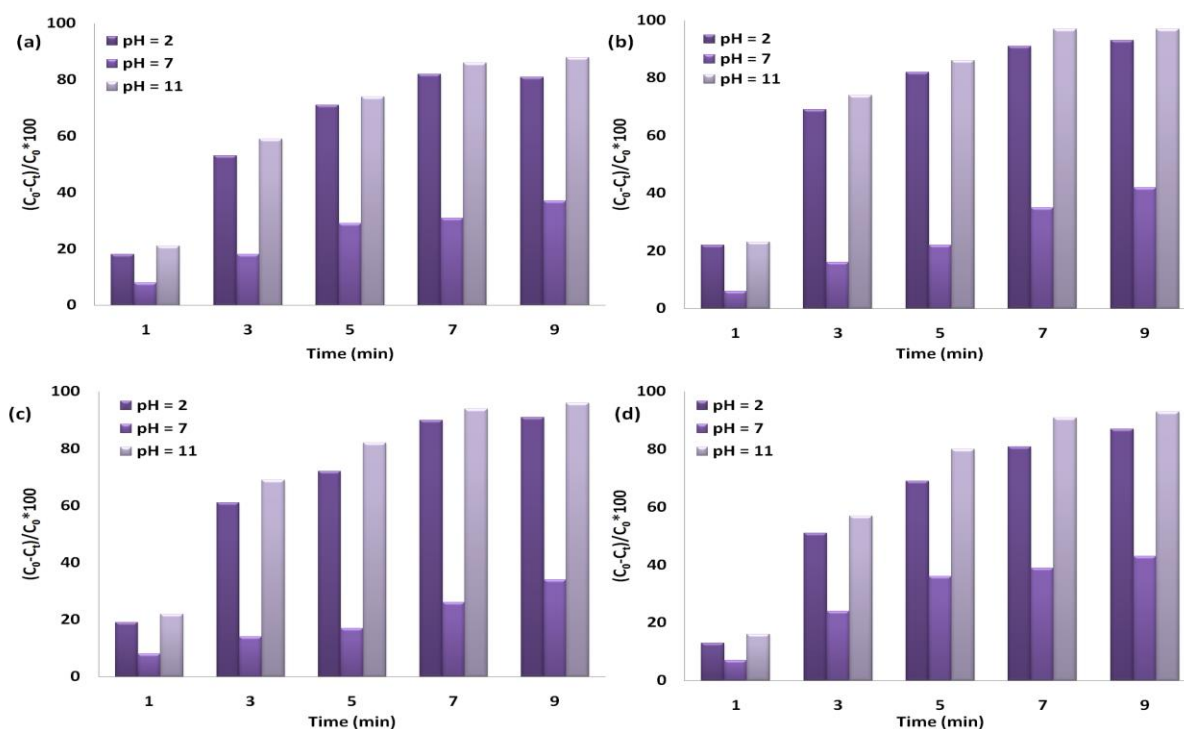 (a)
100
80
60
40
20
0
(C₀-Cₜ)/C₀*100
pH = 2
pH = 7
pH = 11
1 3 5 7 9
Time (min)
(b)
100
80
60
40
20
0
(C₀-Cₜ)/C₀*100
pH = 2
pH = 7
pH = 11
1 3 5 7 9
Time (min)
(c)
100
80
60
40
20
0
(C₀-Cₜ)/C₀*100
pH = 2
pH = 7
pH = 11
1 3 5 7 9
Time (min)
(d)
100
80
60
40
20
0
(C₀-Cₜ)/C₀*100
pH = 2
pH = 7
pH = 11
1 3 5 7 9
Time (min)